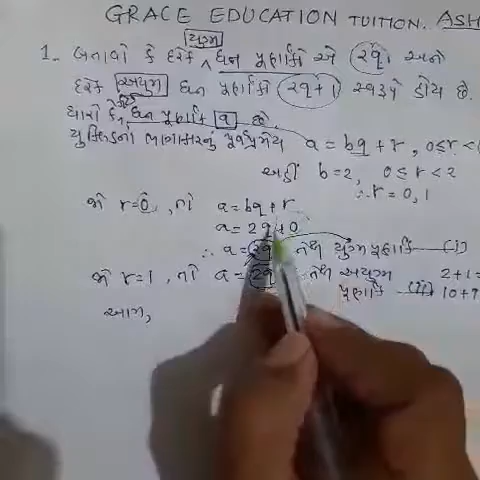 GRACE EDUCATION TUITION. ASH
યુગ્મ
1. બતાવો કે દરેક ^ ધન પૂર્ણાંક એ 2q અને
દરેક અયુગ્મ ધન પૂર્ણાંક 2q+1 સ્વરૂપે હોય છે.
ધારો કે કોઈ ધન પૂર્ણાંક a છે.
યુક્લિડની ભાગાકારનું પૂર્વપ્રમેય a = bq + r, 0≤r<
અહીં b=2, 0≤r<2
∴ r = 0, 1
જો r=0, તો a = bq + r
a = 2q + 0
∴ a = 2q તેથી યુગ્મ પૂર્ણાંક — (i)
જો r=1, તો a = 2q તેથી અયુગ્મ 2+1=
પૂર્ણાંક — (ii) 10+
આમ,